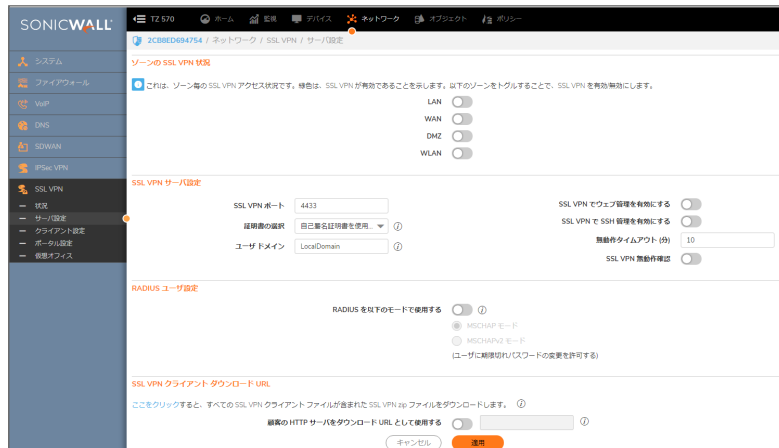 SONICWALL
TZ 570
ホーム
監視
デバイス
ネットワーク
オブジェクト
ポリシー
2CB8ED694754 / ネットワーク / SSL VPN / サーバ設定
システム
ファイアウォール
VoIP
DNS
SDWAN
IPSec VPN
SSL VPN
状況
サーバ設定
クライアント設定
ポータル設定
仮想オフィス
ゾーンの SSL VPN 状況
これは、ゾーン毎の SSL VPN アクセス状況です。緑色は、SSL VPN が有効であることを示します。以下のゾーンをトグルすることで、SSL VPN を有効/無効にします。
LAN
WAN
DMZ
WLAN
SSL VPN サーバ設定
SSL VPN ポート 4433
証明書の選択 自己署名証明書を使用...
ユーザ ドメイン LocalDomain
SSL VPN でウェブ管理を有効にする
SSL VPN で SSH 管理を有効にする
無動作タイムアウト (分) 10
SSL VPN 無動作確認
RADIUS ユーザ設定
RADIUS を以下のモードで使用する
MSCHAP モード
MSCHAPv2 モード
(ユーザに期限切れパスワードの変更を許可する)
SSL VPN クライアント ダウンロード URL
ここをクリックすると、すべての SSL VPN クライアント ファイルが含まれた SSL VPN zip ファイルをダウンロードします。
顧客の HTTP サーバをダウンロード URL として使用する
キャンセル
適用